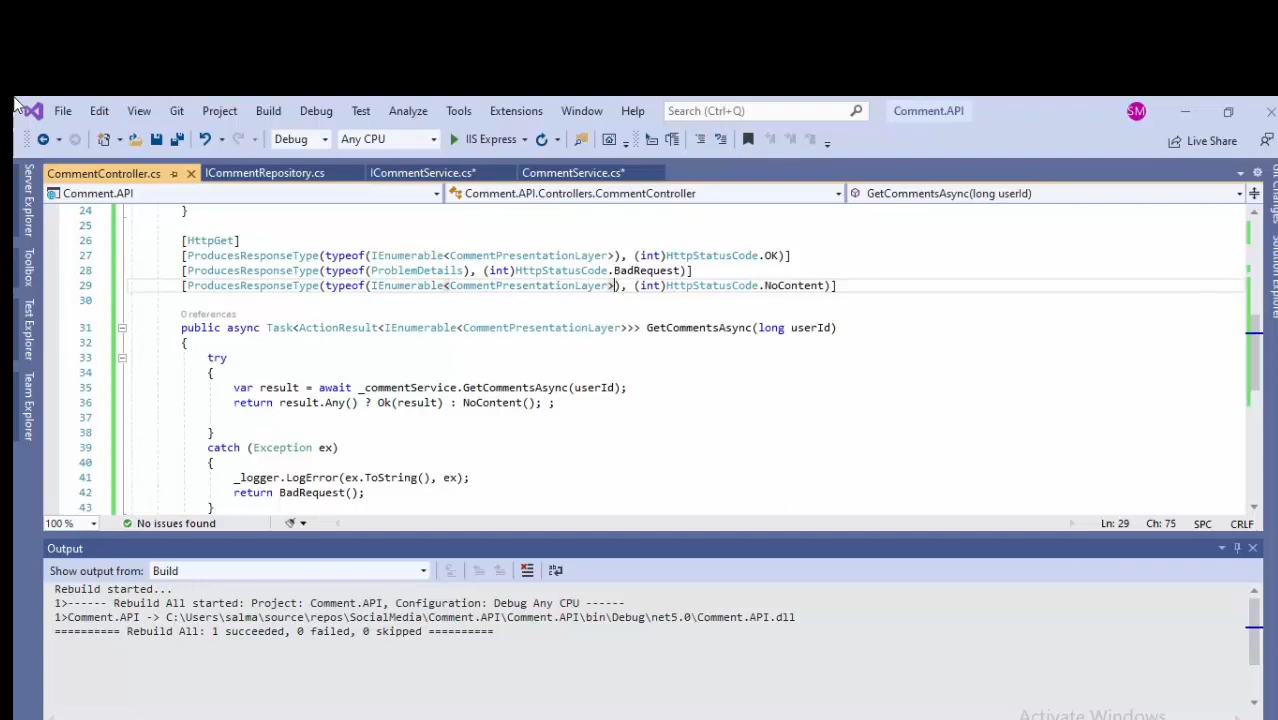 File Edit View Git Project Build Debug Test Analyze Tools Extensions Window Help Search (Ctrl+Q) Comment.API SM
Debug Any CPU IIS Express Live Share
CommentController.cs ICommentRepository.cs ICommentService.cs* CommentService.cs*
Comment.API Comment.API.Controllers.CommentController GetCommentsAsync(long userId)
Server Explorer
Toolbox
Test Explorer
Team Explorer
24 }
25
26 [HttpGet]
27 [ProducesResponseType(typeof(IEnumerable<CommentPresentationLayer>), (int)HttpStatusCode.OK)]
28 [ProducesResponseType(typeof(ProblemDetails), (int)HttpStatusCode.BadRequest)]
29 [ProducesResponseType(typeof(IEnumerable<CommentPresentationLayer>), (int)HttpStatusCode.NoContent)]
30
0 references
31 public async Task<ActionResult<IEnumerable<CommentPresentationLayer>>> GetCommentsAsync(long userId)
32 {
33 try
34 {
35 var result = await _commentService.GetCommentsAsync(userId);
36 return result.Any() ? Ok(result) : NoContent(); ;
37
38 }
39 catch (Exception ex)
40 {
41 _logger.LogError(ex.ToString(), ex);
42 return BadRequest();
43 }
100 % No issues found Ln: 29 Ch: 75 SPC CRLF
Output
Show output from: Build
Rebuild started...
1>------ Rebuild All started: Project: Comment.API, Configuration: Debug Any CPU ------
1>Comment.API -> C:\Users\salma\source\repos\SocialMedia\Comment.API\Comment.API\bin\Debug\net5.0\Comment.API.dll
========== Rebuild All: 1 succeeded, 0 failed, 0 skipped ==========
Activate Windows